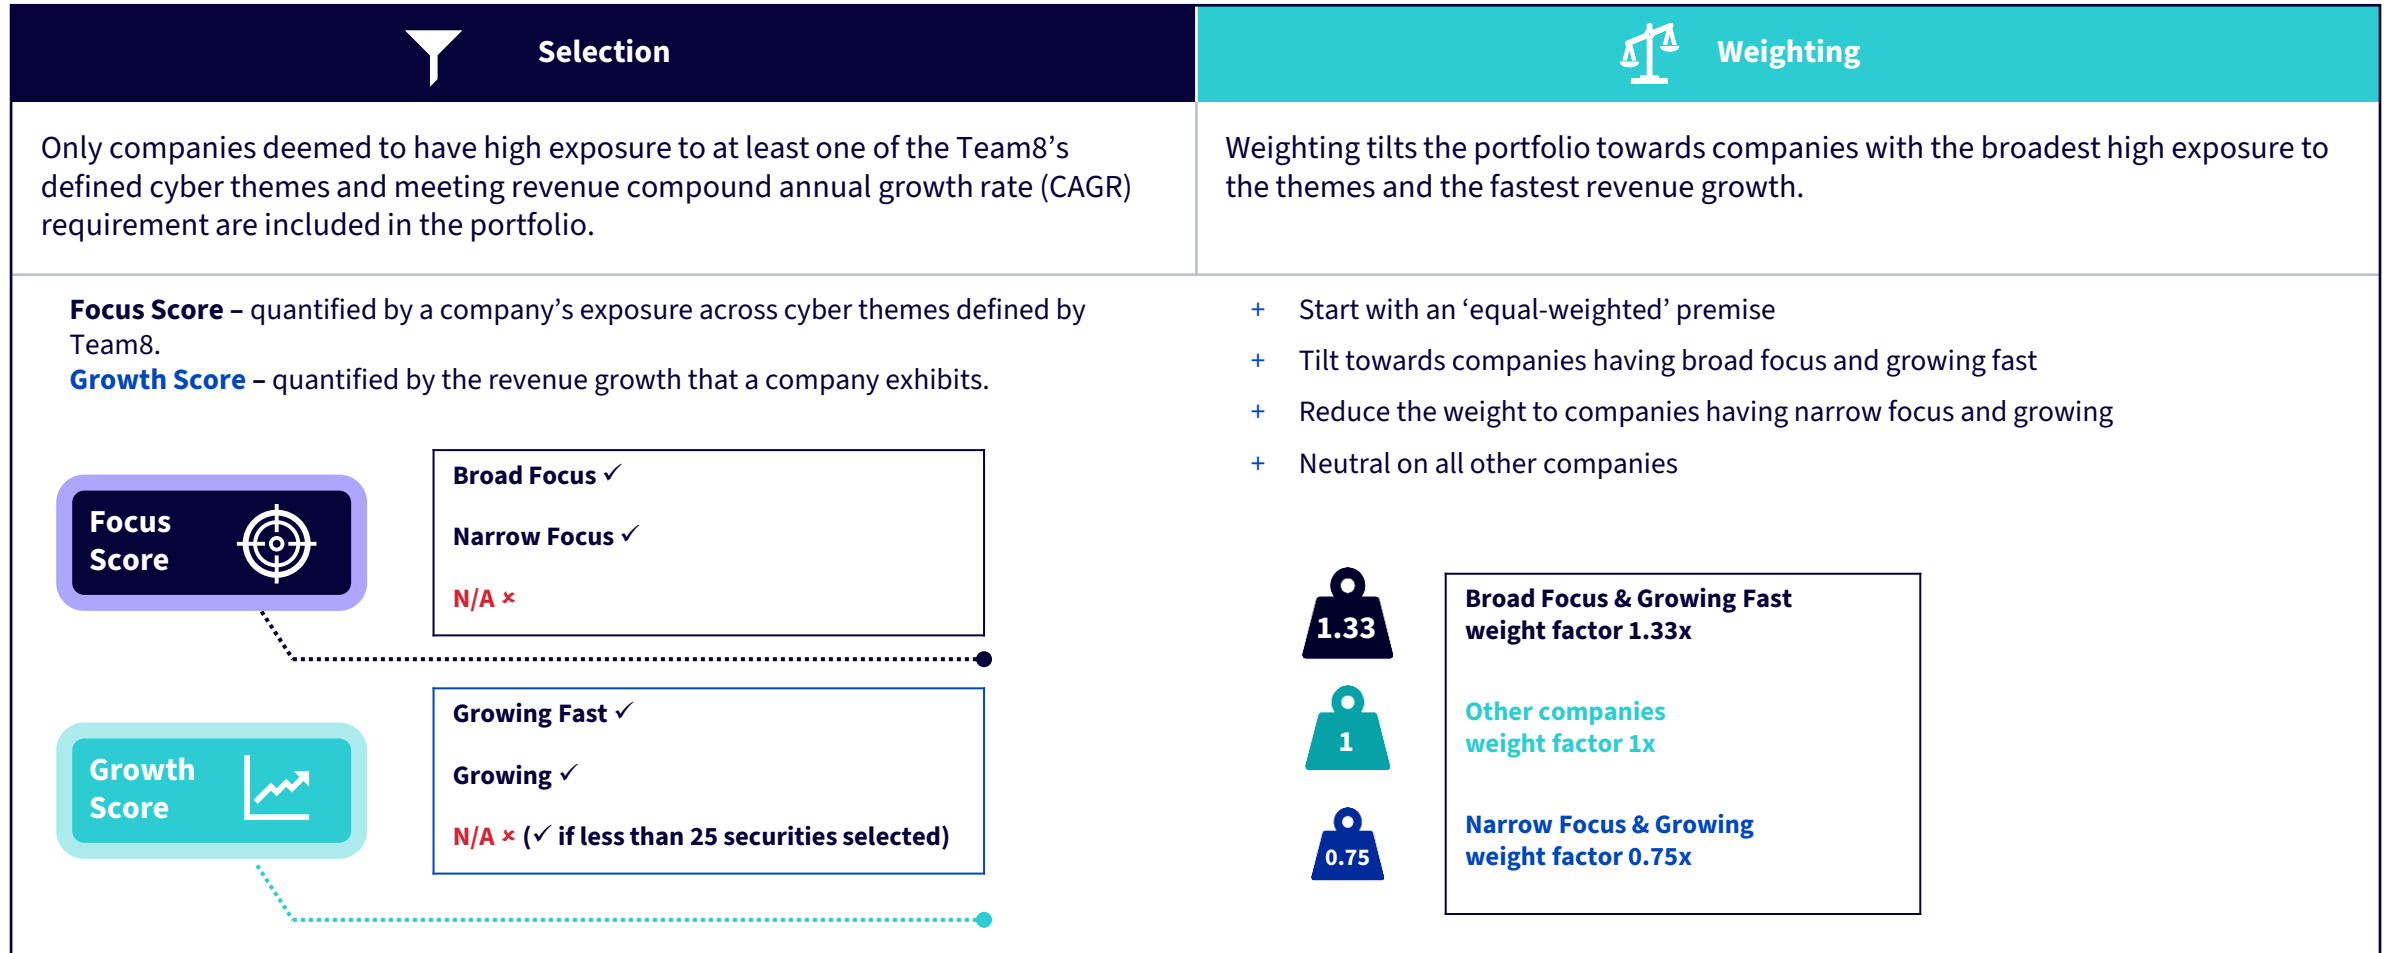 Selection
Weighting
Only companies deemed to have high exposure to at least one of the Team8’s
defined cyber themes and meeting revenue compound annual growth rate (CAGR)
requirement are included in the portfolio.
Weighting tilts the portfolio towards companies with the broadest high exposure to
the themes and the fastest revenue growth.
Focus Score – quantified by a company’s exposure across cyber themes defined by
Team8.
Growth Score – quantified by the revenue growth that a company exhibits.
Focus
Score
Broad Focus ✓
Narrow Focus ✓
N/A ×
Growth
Score
Growing Fast ✓
Growing ✓
N/A × (✓ if less than 25 securities selected)
+ Start with an ‘equal-weighted’ premise
+ Tilt towards companies having broad focus and growing fast
+ Reduce the weight to companies having narrow focus and growing
+ Neutral on all other companies
1.33
Broad Focus & Growing Fast
weight factor 1.33x
1
Other companies
weight factor 1x
0.75
Narrow Focus & Growing
weight factor 0.75x